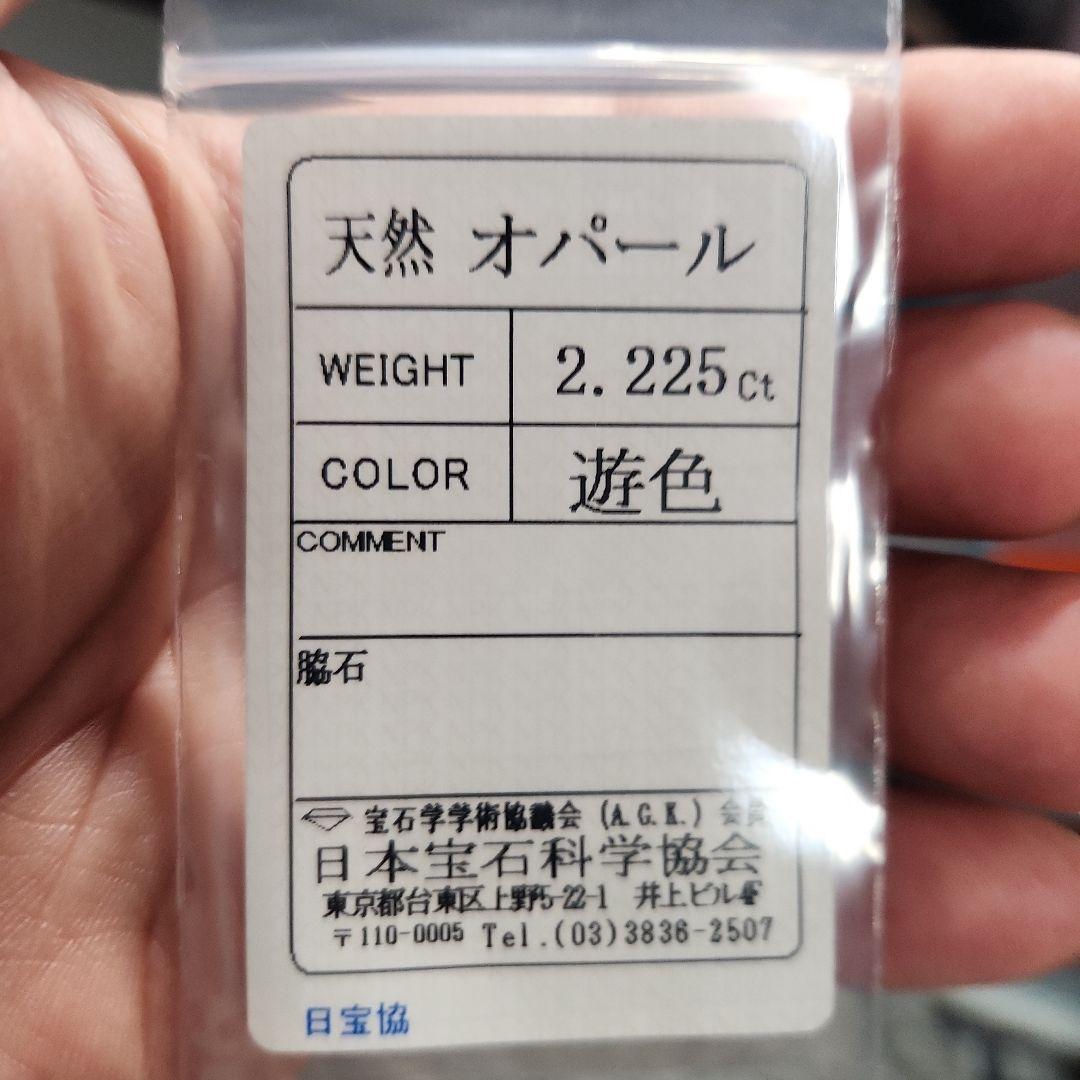 天然 オパール
WEIGHT 2.225ct
COLOR 遊色
COMMENT
脇石
宝石学学術協議会 (A.G.K.) 会員
日本宝石科学協会
東京都台東区上野5-22-1 井上ビル
〒110-0005 Tel.(03)3836-2507
日宝協